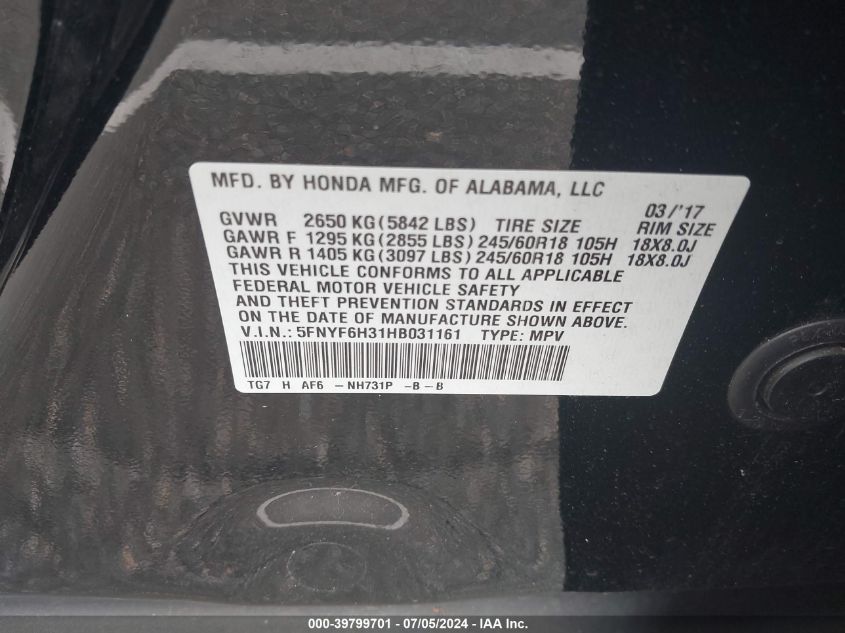 MFD. BY HONDA MFG. OF ALABAMA, LLC
03/'17
GVWR 2650 KG(5842 LBS) TIRE SIZE RIM SIZE
GAWR F 1295 KG(2855 LBS) 245/60R18 105H 18X8.0J
GAWR R 1405 KG(3097 LBS) 245/60R18 105H 18X8.0J
THIS VEHICLE CONFORMS TO ALL APPLICABLE
FEDERAL MOTOR VEHICLE SAFETY
AND THEFT PREVENTION STANDARDS IN EFFECT
ON THE DATE OF MANUFACTURE SHOWN ABOVE.
V.I.N.: 5FNYF6H31HB031161 TYPE: MPV
TG7 H AF6 -NH731P -B-B
000-39799701 - 07/05/2024 - IAA Inc.